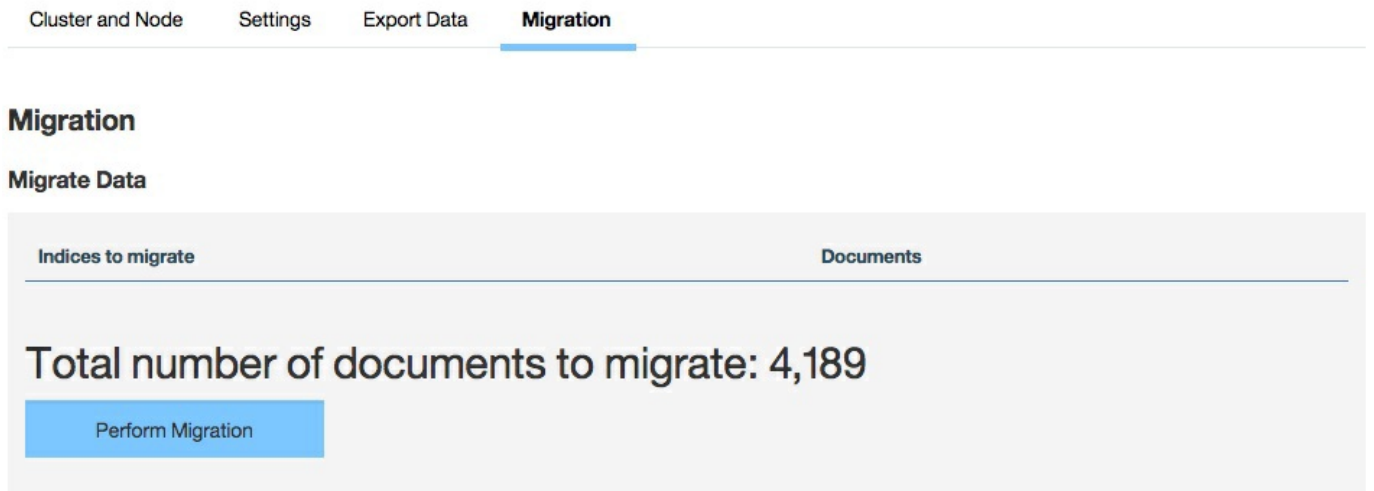 Cluster and Node Settings Export Data Migration
Migration
Migrate Data
Indices to migrate Documents
Total number of documents to migrate: 4,189
Perform Migration